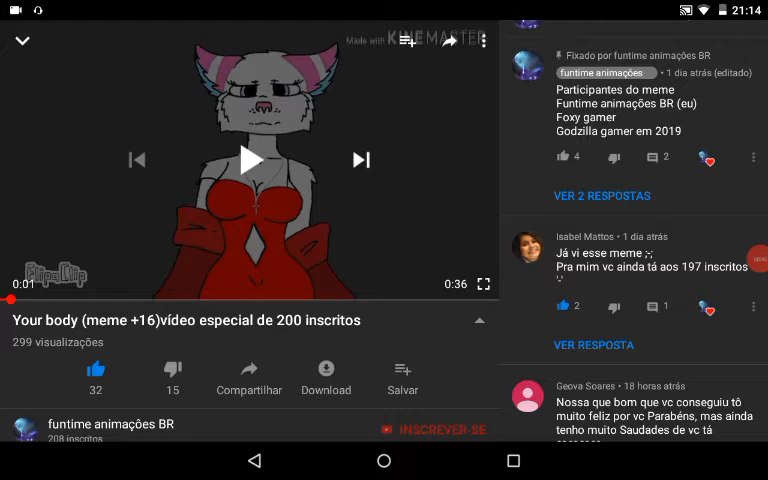 21:14
Made with KINEMASTER
FlipaClip
0:01
0:36
Your body (meme +16)vídeo especial de 200 inscritos
299 visualizações
32
15
Compartilhar
Download
Salvar
funtime animações BR
208 inscritos
INSCREVER-SE
Fixado por funtime animações BR
funtime animações • 1 dia atrás (editado)
Participantes do meme
Funtime animações BR (eu)
Foxy gamer
Godzilla gamer em 2019
4
2
VER 2 RESPOSTAS
Isabel Mattos • 1 dia atrás
Já vi esse meme ;-;
Pra mim vc ainda tá aos 197 inscritos
'-'
2
1
VER RESPOSTA
Geova Soares • 18 horas atrás
Nossa que bom que vc conseguiu tô
muito feliz por vc Parabéns, mas ainda
tenho muito Saudades de vc tá